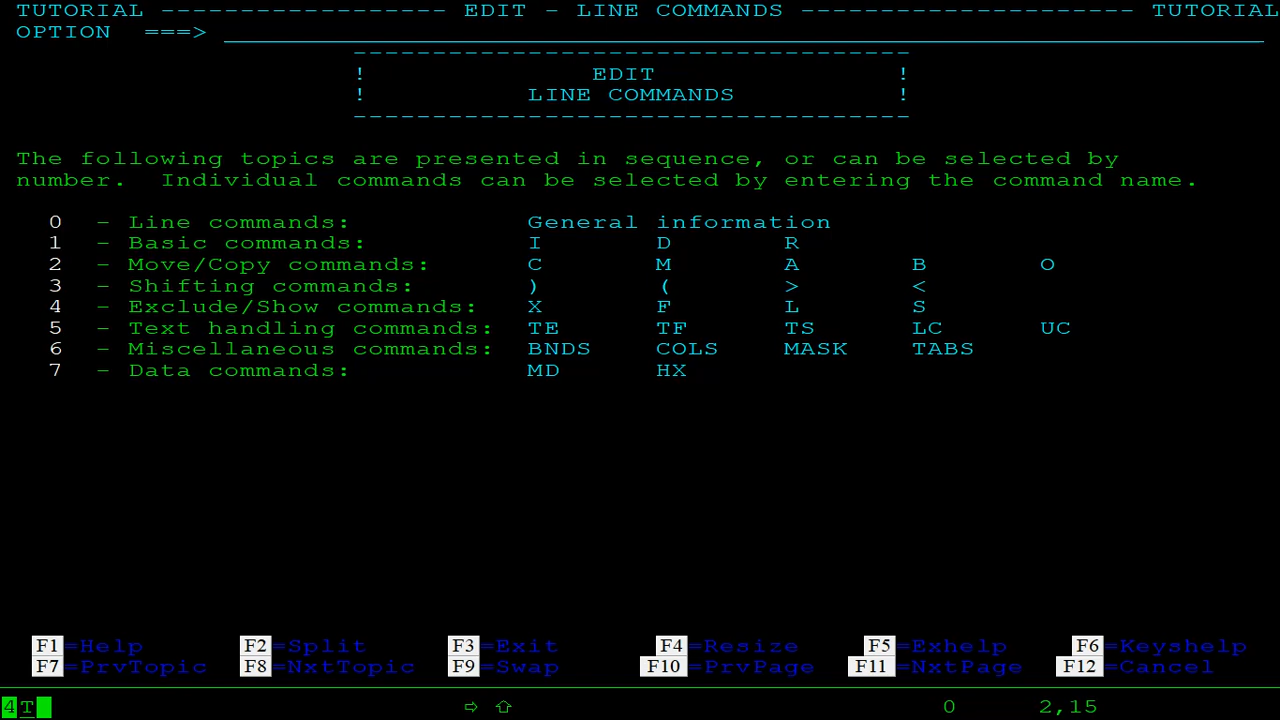 TUTORIAL ------------------ EDIT - LINE COMMANDS --------------------- TUTORIAL
OPTION  ===>
-----------------------------------
!              EDIT               !
!          LINE COMMANDS          !
-----------------------------------
The following topics are presented in sequence, or can be selected by
number.  Individual commands can be selected by entering the command name.
0  - Line commands:           General information
1  - Basic commands:          I       D       R
2  - Move/Copy commands:      C       M       A       B       O
3  - Shifting commands:       )       (       >       <
4  - Exclude/Show commands:   X       F       L       S
5  - Text handling commands:  TE      TF      TS      LC      UC
6  - Miscellaneous commands:  BNDS    COLS    MASK    TABS
7  - Data commands:           MD      HX
F1=Help      F2=Split     F3=Exit      F4=Resize    F5=Exhelp    F6=Keyshelp
F7=PrvTopic  F8=NxtTopic  F9=Swap      F10=PrvPage  F11=NxtPage  F12=Cancel
4T ⇨ ⇧ 0 2,15